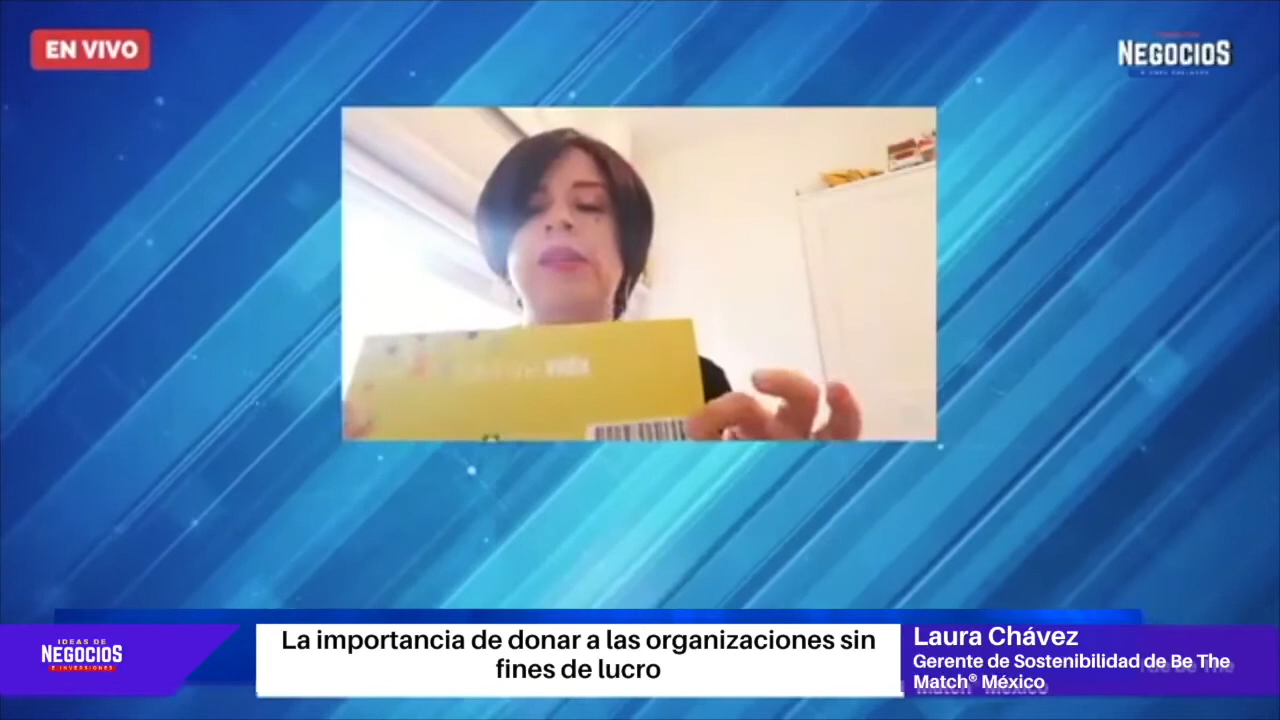 EN VIVO
NEGOCIOS
VIDA
IDEAS DE
NEGOCIOS
E INVERSIONES
La importancia de donar a las organizaciones sin
fines de lucro
Laura Chávez
Gerente de Sostenibilidad de Be The
Match® México